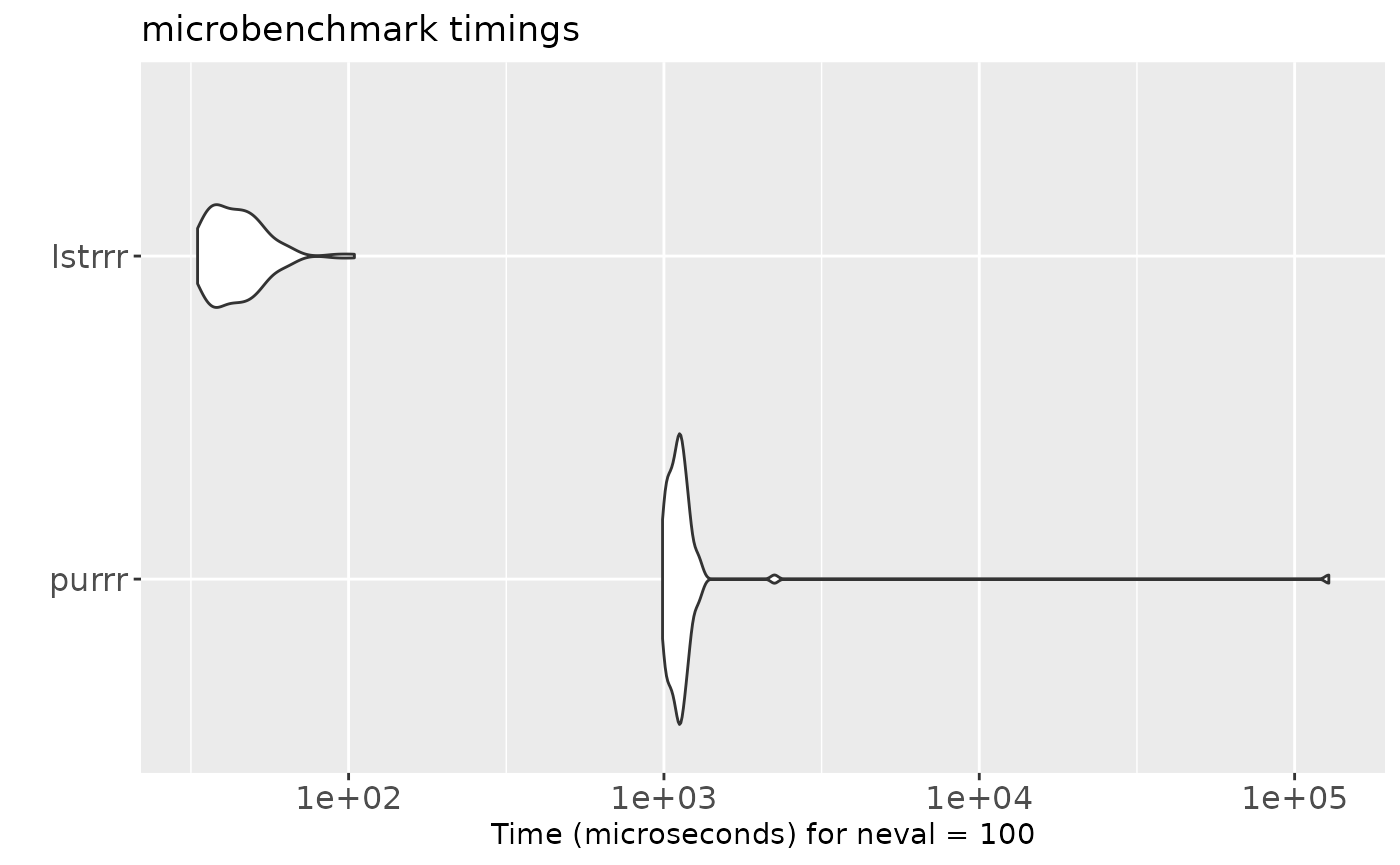 microbenchmark timings
lstrrr
purrr
1e+02 1e+03 1e+04 1e+05
Time (microseconds) for neval = 100